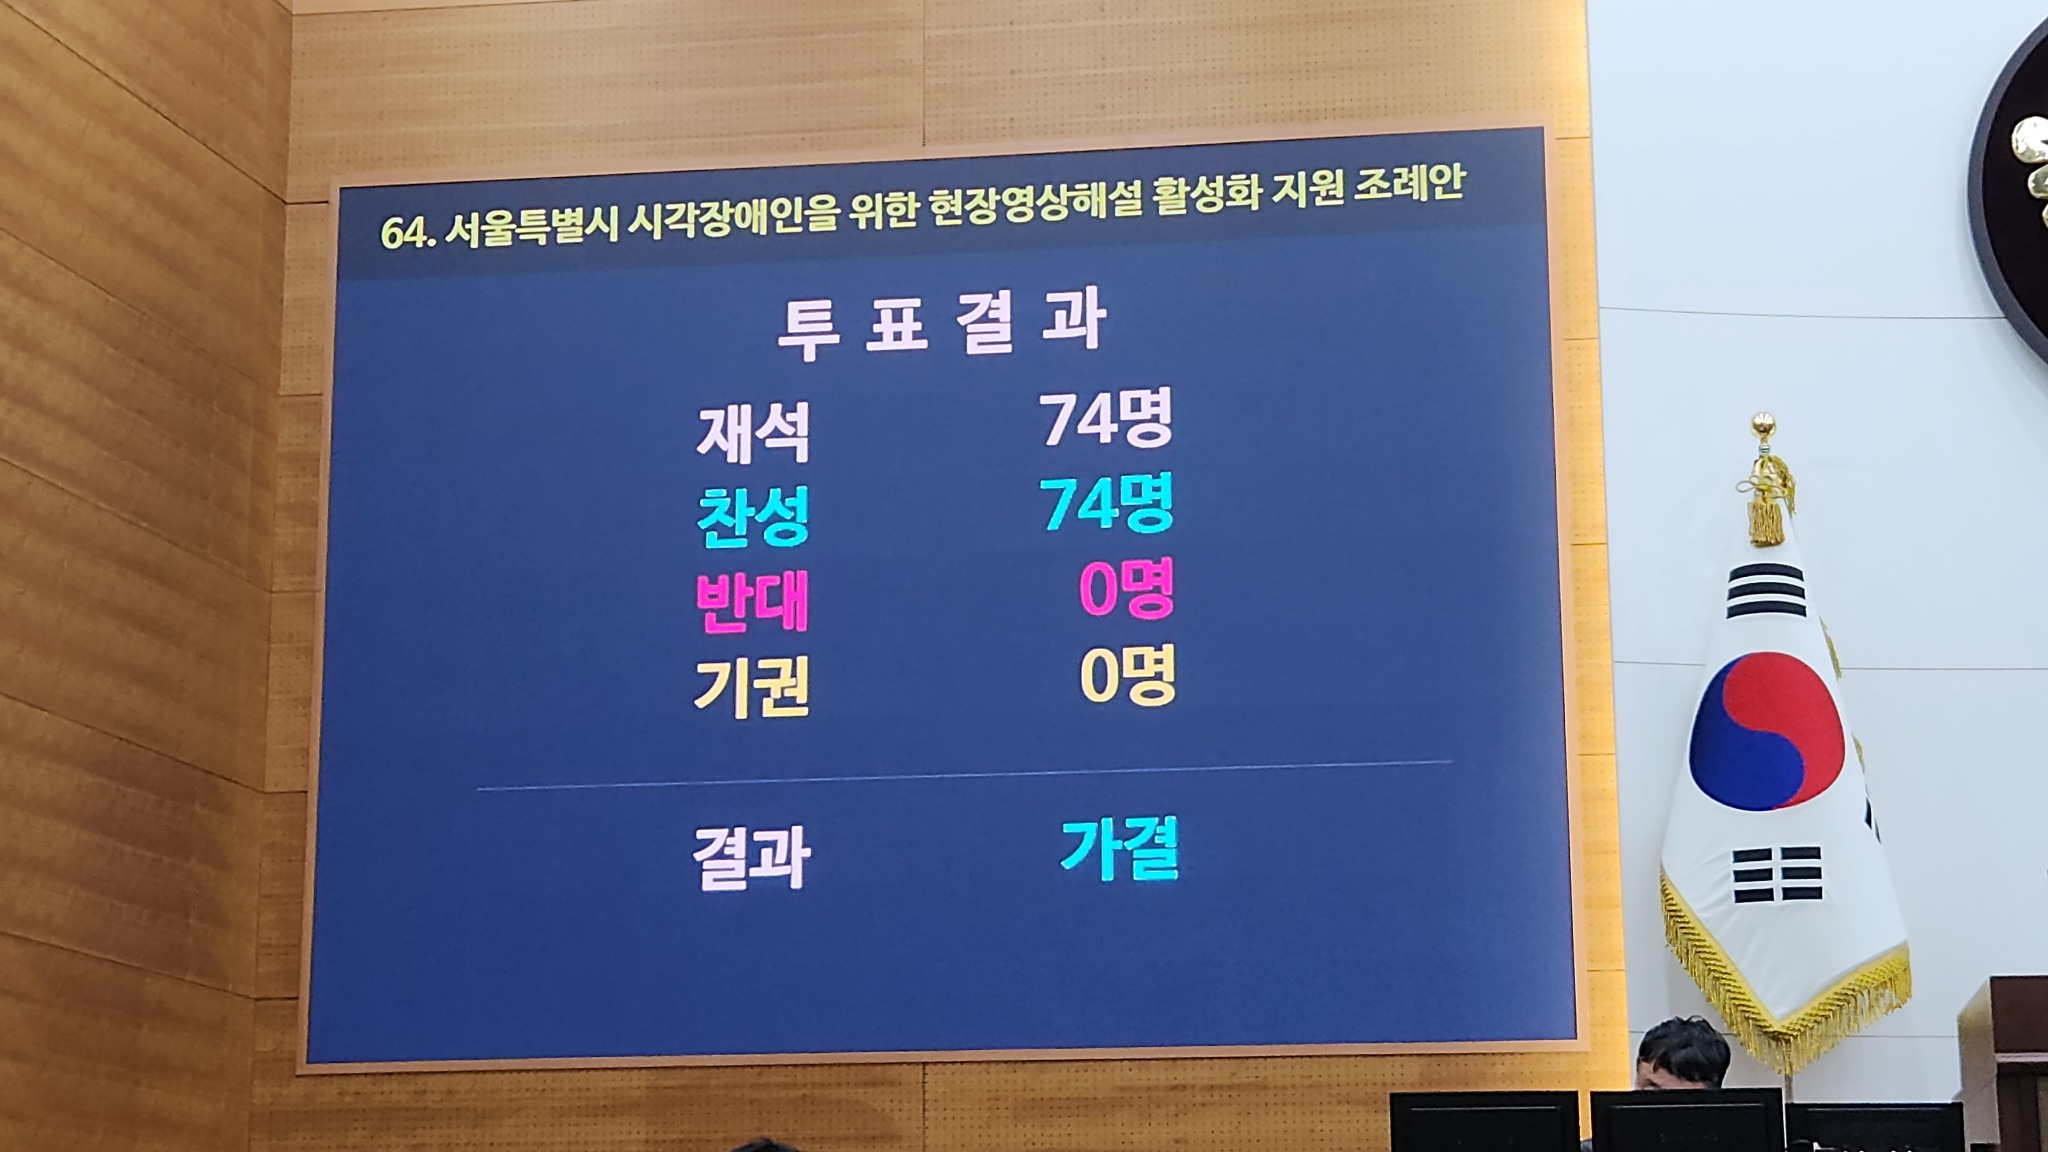 64. 서울특별시 시각장애인을 위한 현장영상해설 활성화 지원 조례안
투표결과
재석 74명
찬성 74명
반대 0명
기권 0명
결과 가결